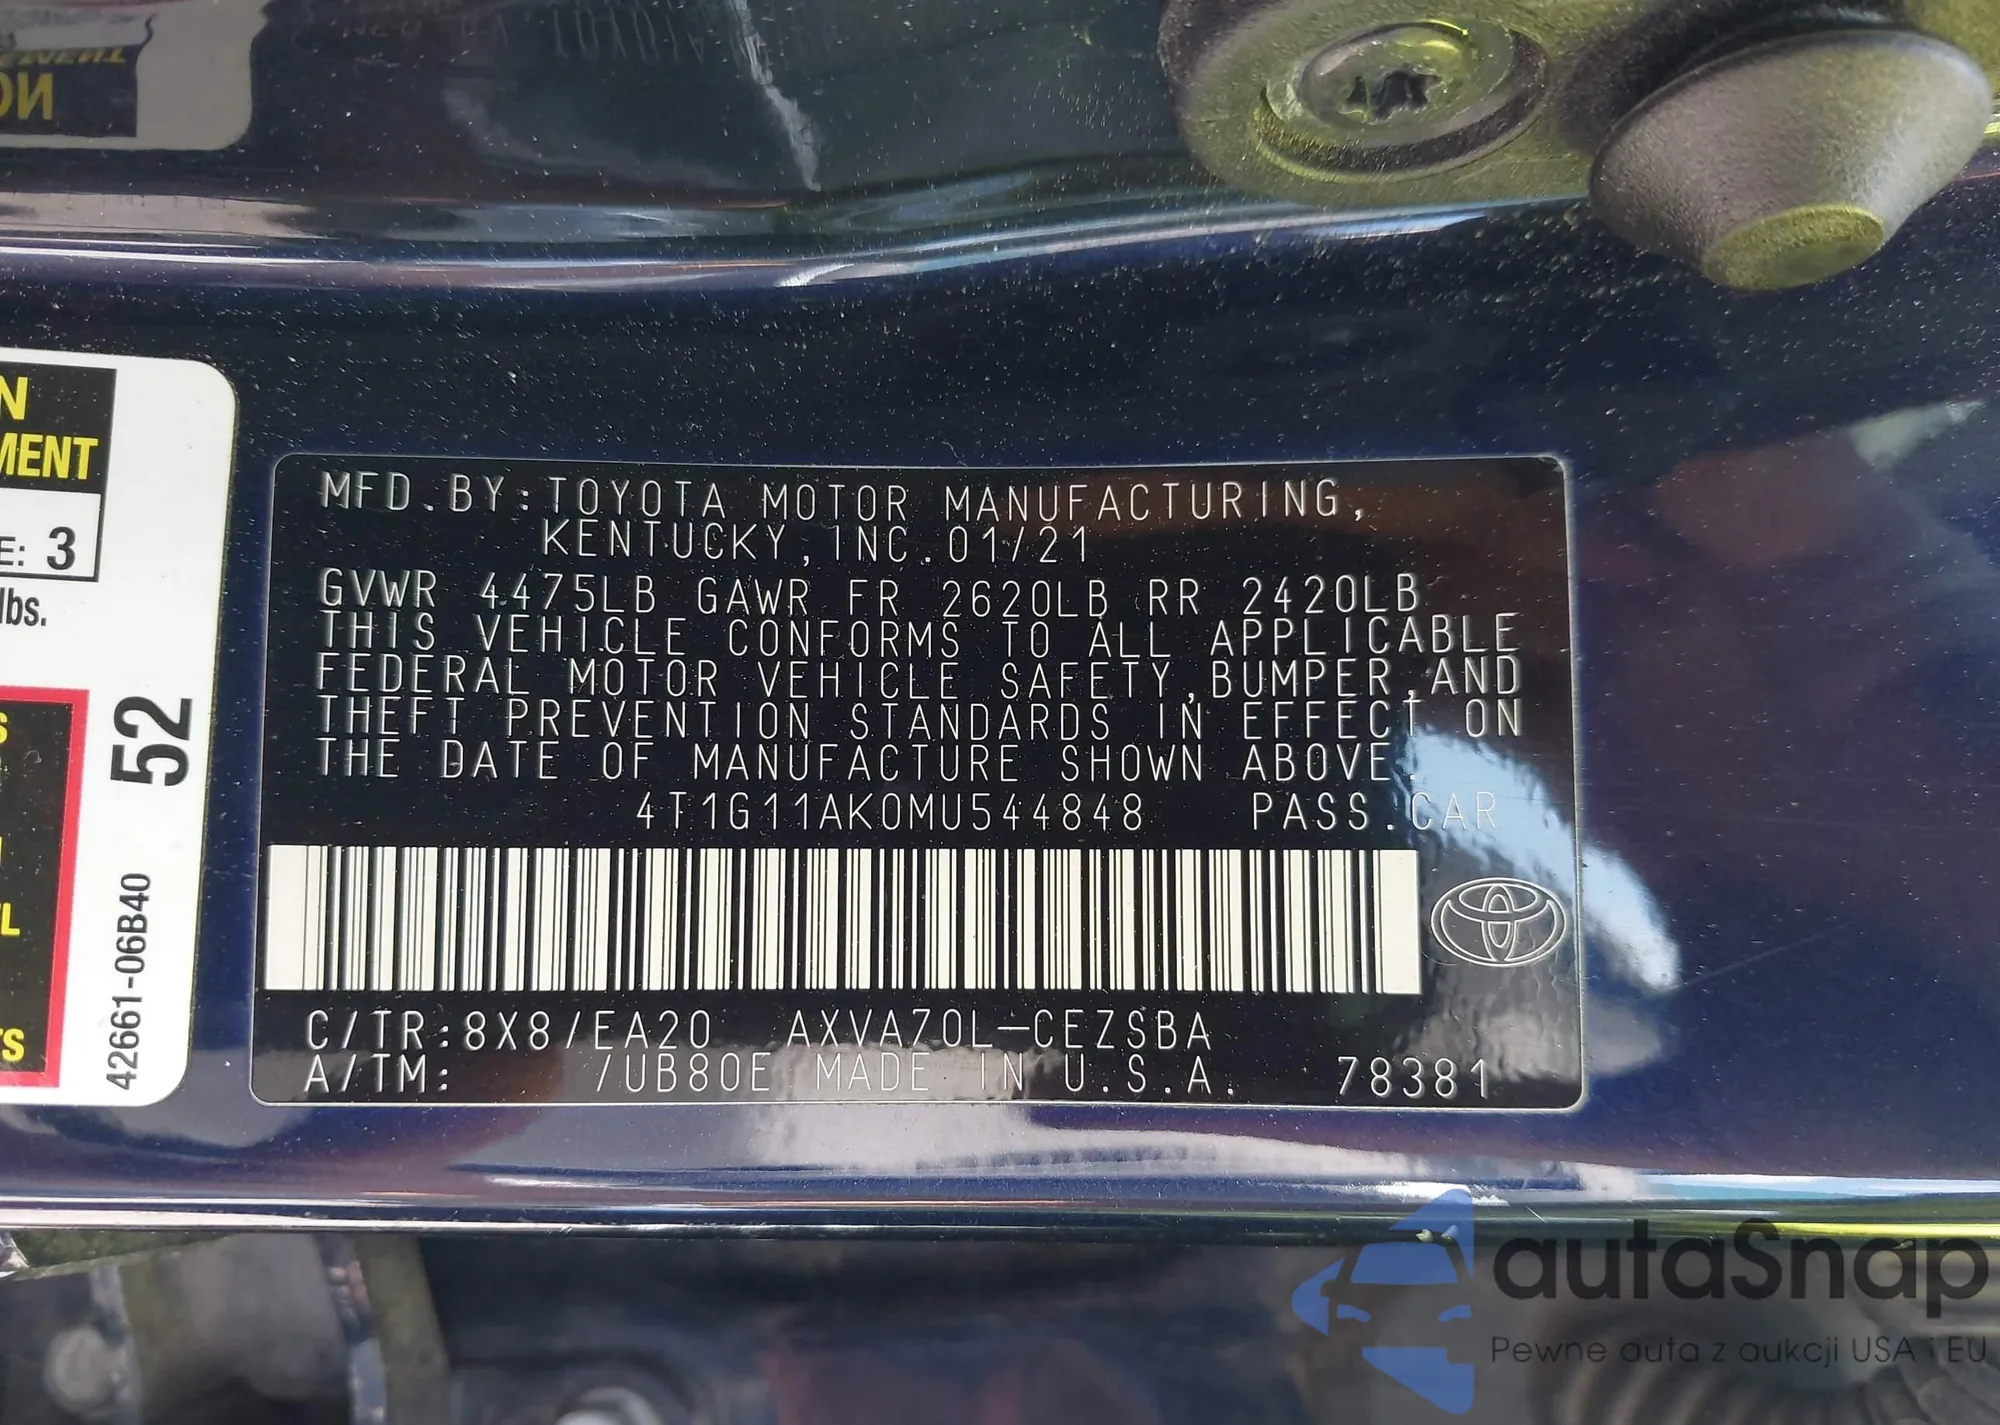 MFD.BY:TOYOTA MOTOR MANUFACTURING,
KENTUCKY,INC.01/21
GVWR 4475LB GAWR FR 2620LB RR 2420LB
THIS VEHICLE CONFORMS TO ALL APPLICABLE
FEDERAL MOTOR VEHICLE SAFETY,BUMPER,AND
THEFT PREVENTION STANDARDS IN EFFECT ON
THE DATE OF MANUFACTURE SHOWN ABOVE.
4T1G11AK0MU544848 PASS.CAR
C/TR:8X8/EA20 AXVA70L-CEZSBA
A/TM: /UB80E MADE IN U.S.A. 78381
N
MENT
E: 3
lbs.
52
42661-06B40
autaSnap
Pewne auta z aukcji USA i EU